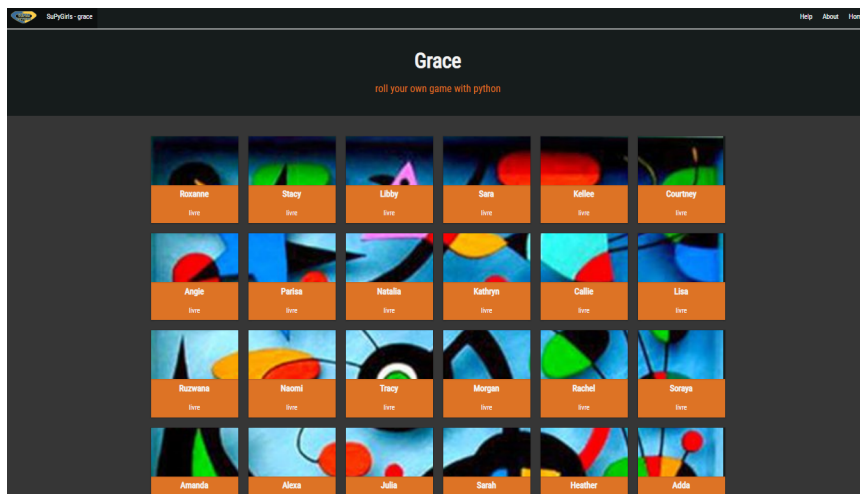 SuPyGirls - grace
Help About
Grace
roll your own game with python
Roxanne Stacy Libby Sara Kellee Courtney
livre livre livre livre livre livre
Angie Parisa Natalia Kathryn Callie Lisa
livre livre livre livre livre livre
Ruzwana Naomi Tracy Morgan Rachel Soraya
livre livre livre livre livre livre
Amanda Alexa Julia Sarah Heather Adda